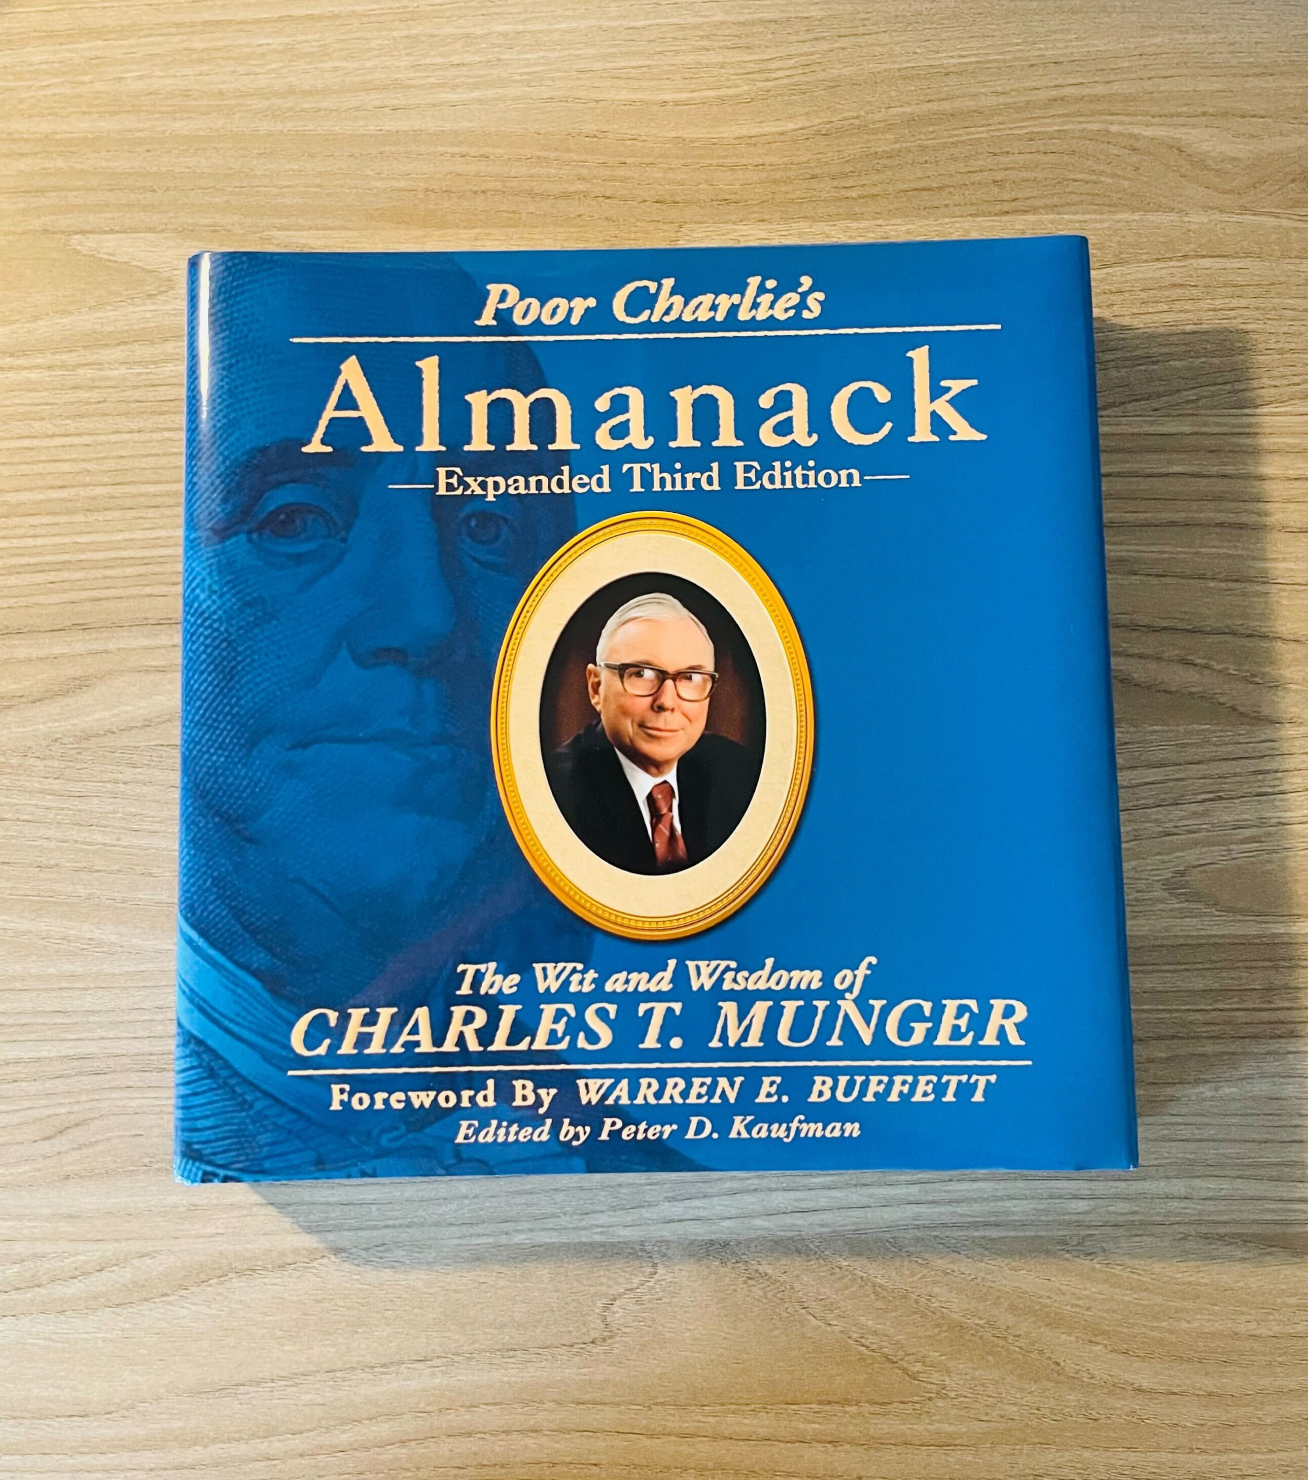 Poor Charlie's
Almanack
—Expanded Third Edition—
The Wit and Wisdom of
CHARLES T. MUNGER
Foreword By WARREN E. BUFFETT
Edited by Peter D. Kaufman